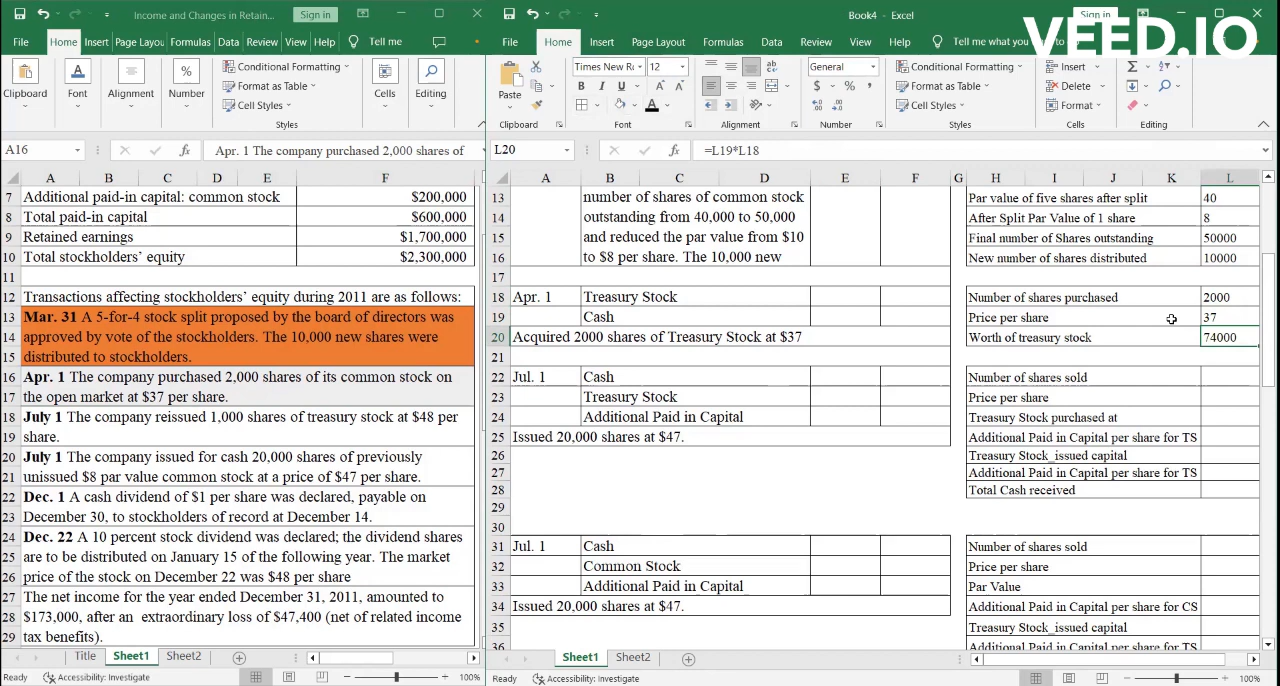 Income and Changes in Retain...
Sign in
File Home Insert Page Layou Formulas Data Review View Help Tell me
Clipboard
Font
Alignment
Number
Conditional Formatting
Format as Table
Cell Styles
Styles
Cells
Editing
A16
fx
Apr. 1 The company purchased 2,000 shares of
A B C D E F
7 Additional paid-in capital: common stock $200,000
8 Total paid-in capital $600,000
9 Retained earnings $1,700,000
10 Total stockholders' equity $2,300,000
11
12 Transactions affecting stockholders' equity during 2011 are as follows:
13 Mar. 31 A 5-for-4 stock split proposed by the board of directors was
14 approved by vote of the stockholders. The 10,000 new shares were
15 distributed to stockholders.
16 Apr. 1 The company purchased 2,000 shares of its common stock on
17 the open market at $37 per share.
18 July 1 The company reissued 1,000 shares of treasury stock at $48 per
19 share.
20 July 1 The company issued for cash 20,000 shares of previously
21 unissued $8 par value common stock at a price of $47 per share.
22 Dec. 1 A cash dividend of $1 per share was declared, payable on
23 December 30, to stockholders of record at December 14.
24 Dec. 22 A 10 percent stock dividend was declared; the dividend shares
25 are to be distributed on January 15 of the following year. The market
26 price of the stock on December 22 was $48 per share
27 The net income for the year ended December 31, 2011, amounted to
28 $173,000, after an extraordinary loss of $47,400 (net of related income
29 tax benefits).
Title Sheet1 Sheet2
Ready Accessibility: Investigate 100%
Book4 - Excel
Sign in
VEED.IO
File Home Insert Page Layout Formulas Data Review View Help Tell me what you
Paste
Clipboard
Times New R 12
B I U
Font
Alignment
General
Number
Conditional Formatting
Format as Table
Cell Styles
Styles
Insert
Delete
Format
Cells
Editing
L20
fx
=L19*L18
A B C D E F G H I J K L
13 number of shares of common stock Par value of five shares after split 40
14 outstanding from 40,000 to 50,000 After Split Par Value of 1 share 8
15 and reduced the par value from $10 Final number of Shares outstanding 50000
16 to $8 per share. The 10,000 new New number of shares distributed 10000
17
18 Apr. 1 Treasury Stock Number of shares purchased 2000
19 Cash Price per share 37
20 Acquired 2000 shares of Treasury Stock at $37 Worth of treasury stock 74000
21
22 Jul. 1 Cash Number of shares sold
23 Treasury Stock Price per share
24 Additional Paid in Capital Treasury Stock purchased at
25 Issued 20,000 shares at $47. Additional Paid in Capital per share for TS
26 Treasury Stock_issued capital
27 Additional Paid in Capital per share for TS
28 Total Cash received
29
30
31 Jul. 1 Cash Number of shares sold
32 Common Stock Price per share
33 Additional Paid in Capital Par Value
34 Issued 20,000 shares at $47. Additional Paid in Capital per share for CS
35 Treasury Stock_issued capital
36 Additional Paid in Capital per share for TS
Sheet1 Sheet2
Ready Accessibility: Investigate 100%